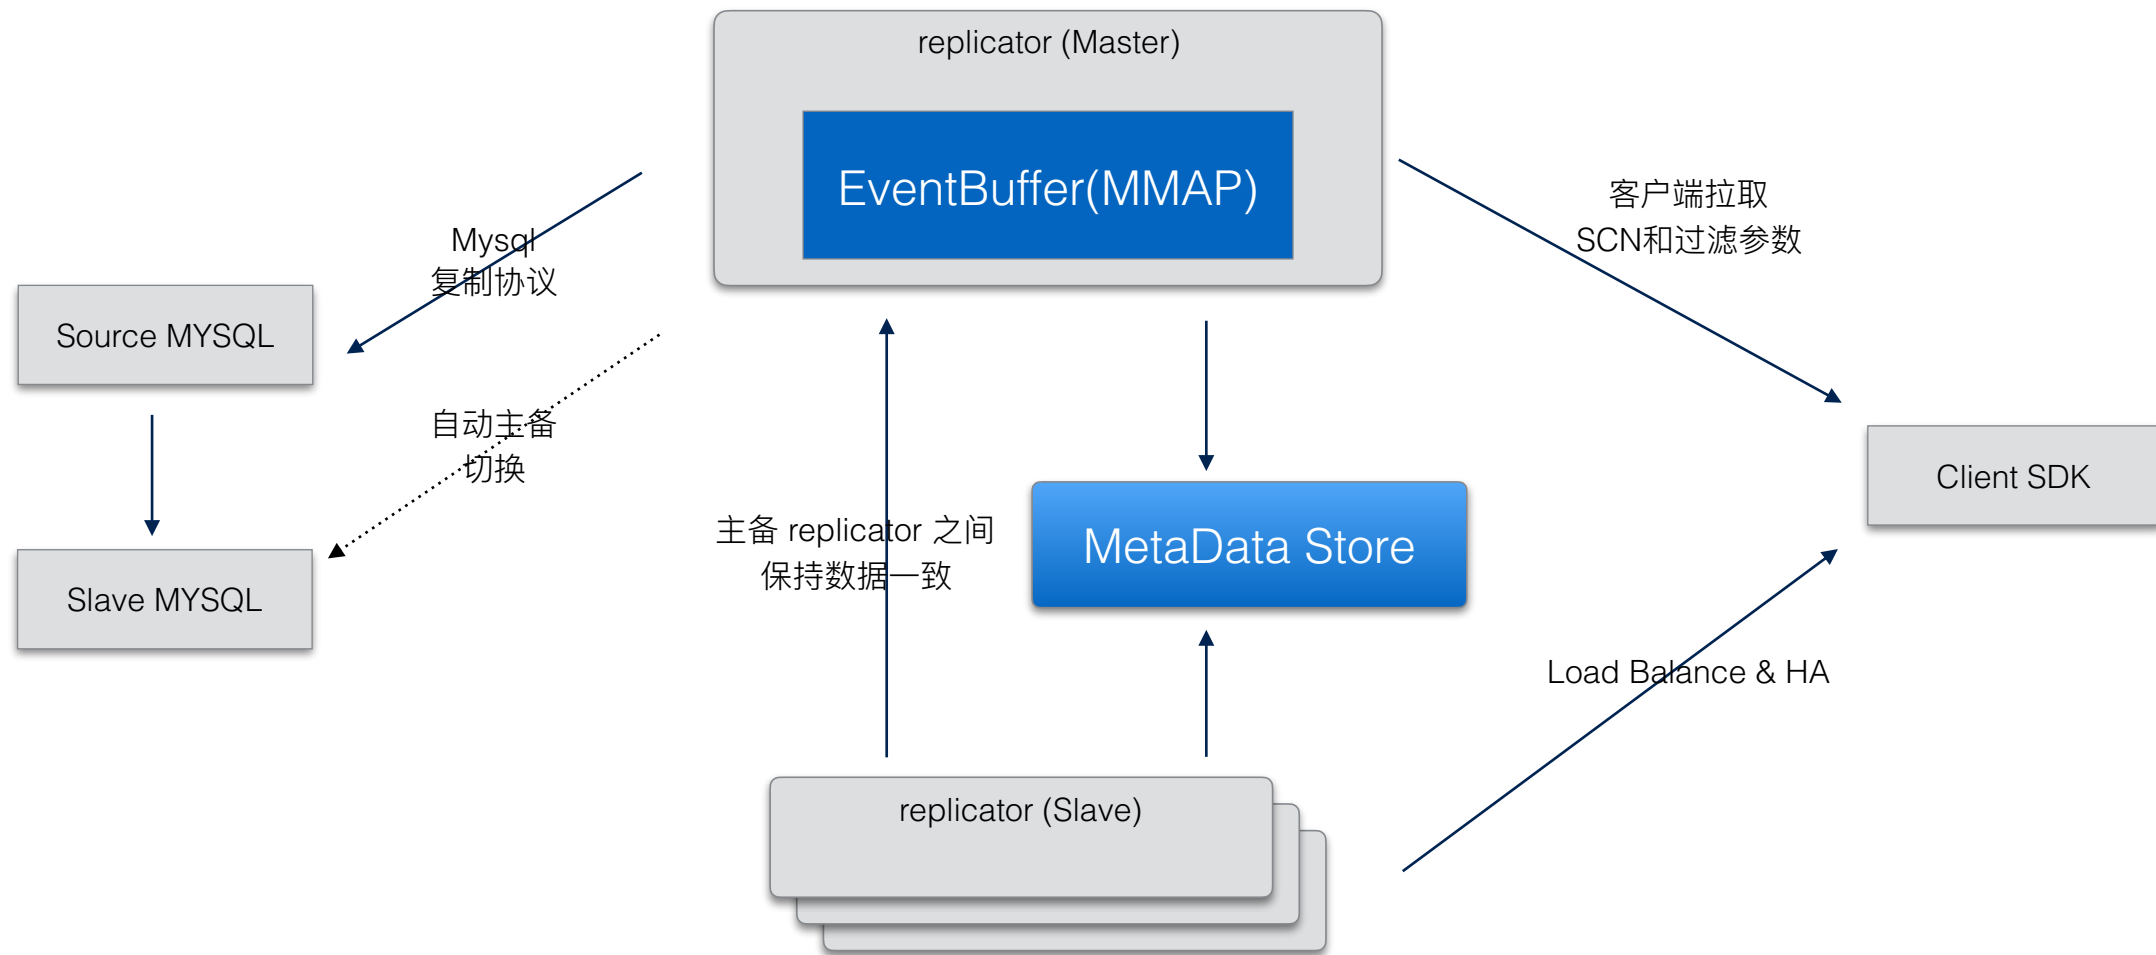 replicator (Master)
EventBuffer(MMAP)
Mysql
复制协议
客户端拉取
SCN和过滤参数
Source MYSQL
自动主备
切换
Client SDK
主备 replicator 之间
保持数据一致
MetaData Store
Slave MYSQL
Load Balance & HA
replicator (Slave)